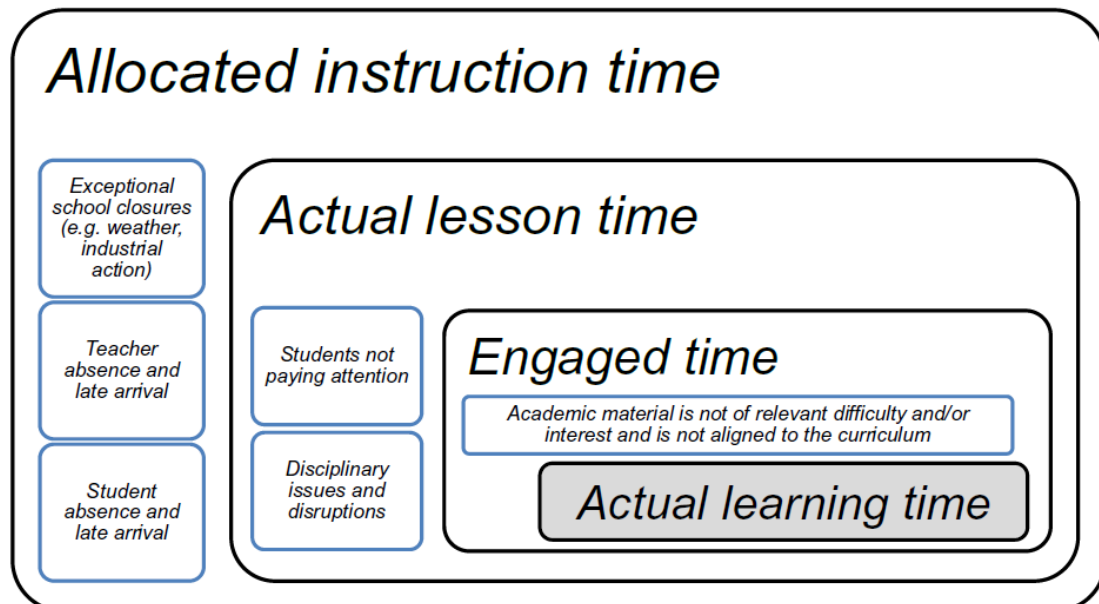 Allocated instruction time
Exceptional
school closures
(e.g. weather,
industrial
action)
Teacher
absence and
late arrival
Student
absence and
late arrival
Actual lesson time
Students not
paying attention
Disciplinary
issues and
disruptions
Engaged time
Academic material is not of relevant difficulty and/or
interest and is not aligned to the curriculum
Actual learning time